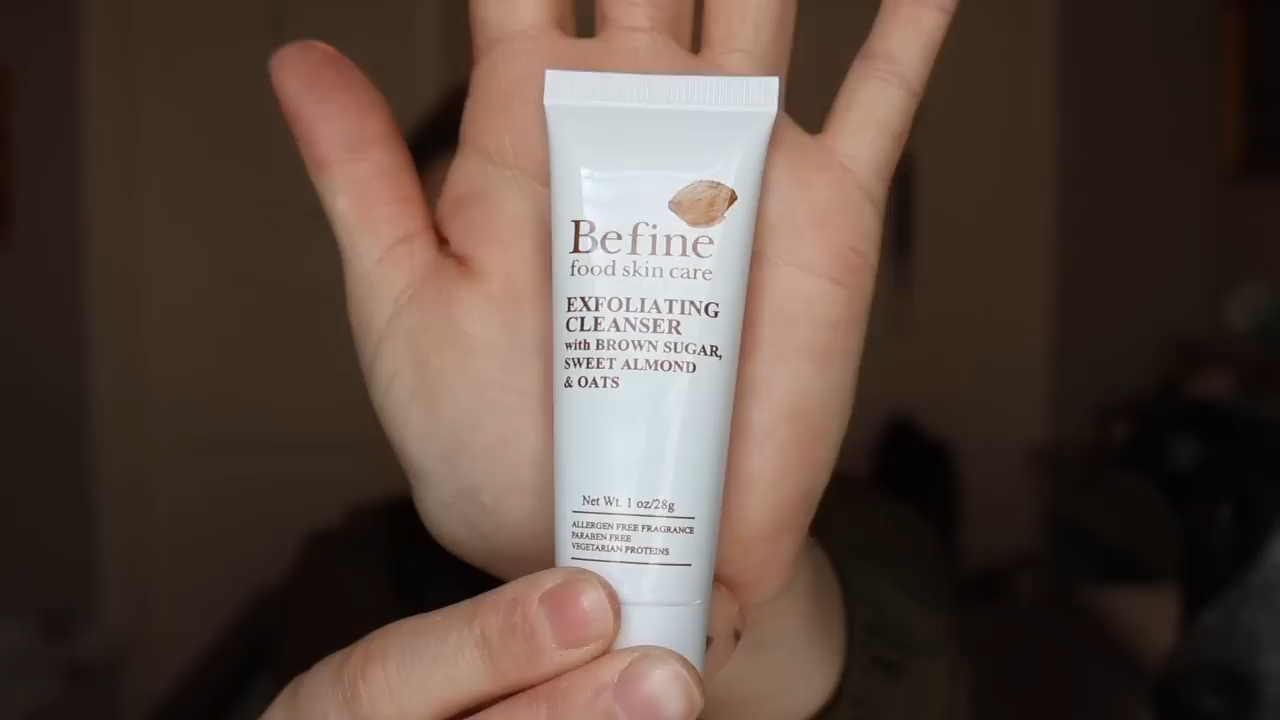 Befine
food skin care
EXFOLIATING
CLEANSER
with BROWN SUGAR,
SWEET ALMOND
& OATS
Net Wt. 1 oz/28g
ALLERGEN FREE FRAGRANCE
PARABEN FREE
VEGETARIAN PROTEINS